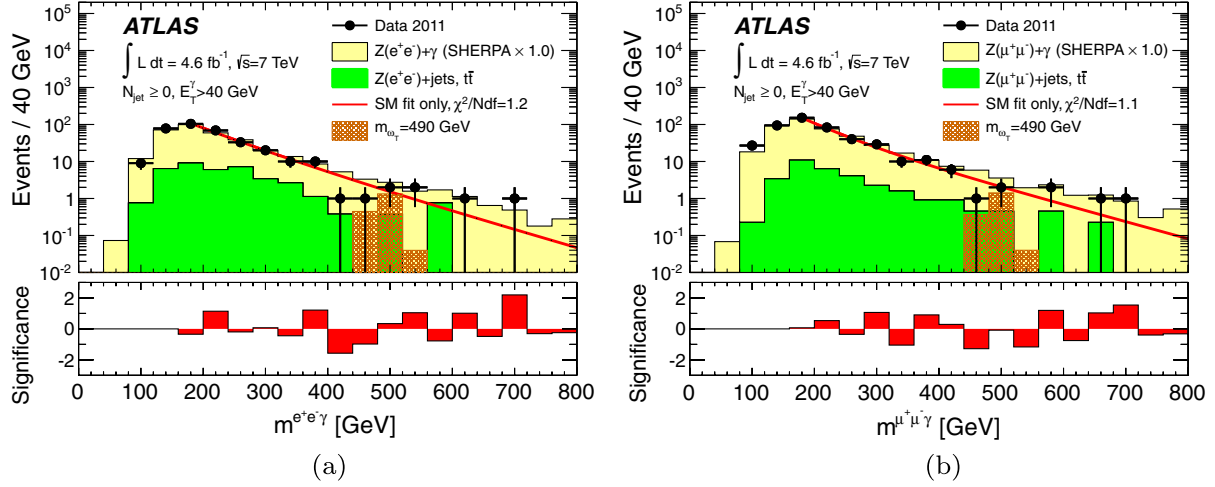 ATLAS
∫ L dt = 4.6 fb⁻¹, √s=7 TeV
N_jet ≥ 0, E_T^γ>40 GeV
Data 2011
Z(e⁺e⁻)+γ (SHERPA × 1.0)
Z(e⁺e⁻)+jets, tt̄
SM fit only, χ²/Ndf=1.2
m_ω_T=490 GeV
Events / 40 GeV
10⁵
10⁴
10³
10²
10
1
10⁻¹
10⁻²
Significance
2
0
-2
0 100 200 300 400 500 600 700 800
m^e⁺e⁻γ [GeV]
(a)
ATLAS
∫ L dt = 4.6 fb⁻¹, √s=7 TeV
N_jet ≥ 0, E_T^γ>40 GeV
Data 2011
Z(μ⁺μ⁻)+γ (SHERPA × 1.0)
Z(μ⁺μ⁻)+jets, tt̄
SM fit only, χ²/Ndf=1.1
m_ω_T=490 GeV
Events / 40 GeV
10⁵
10⁴
10³
10²
10
1
10⁻¹
10⁻²
Significance
2
0
-2
0 100 200 300 400 500 600 700 800
m^μ⁺μ⁻γ [GeV]
(b)